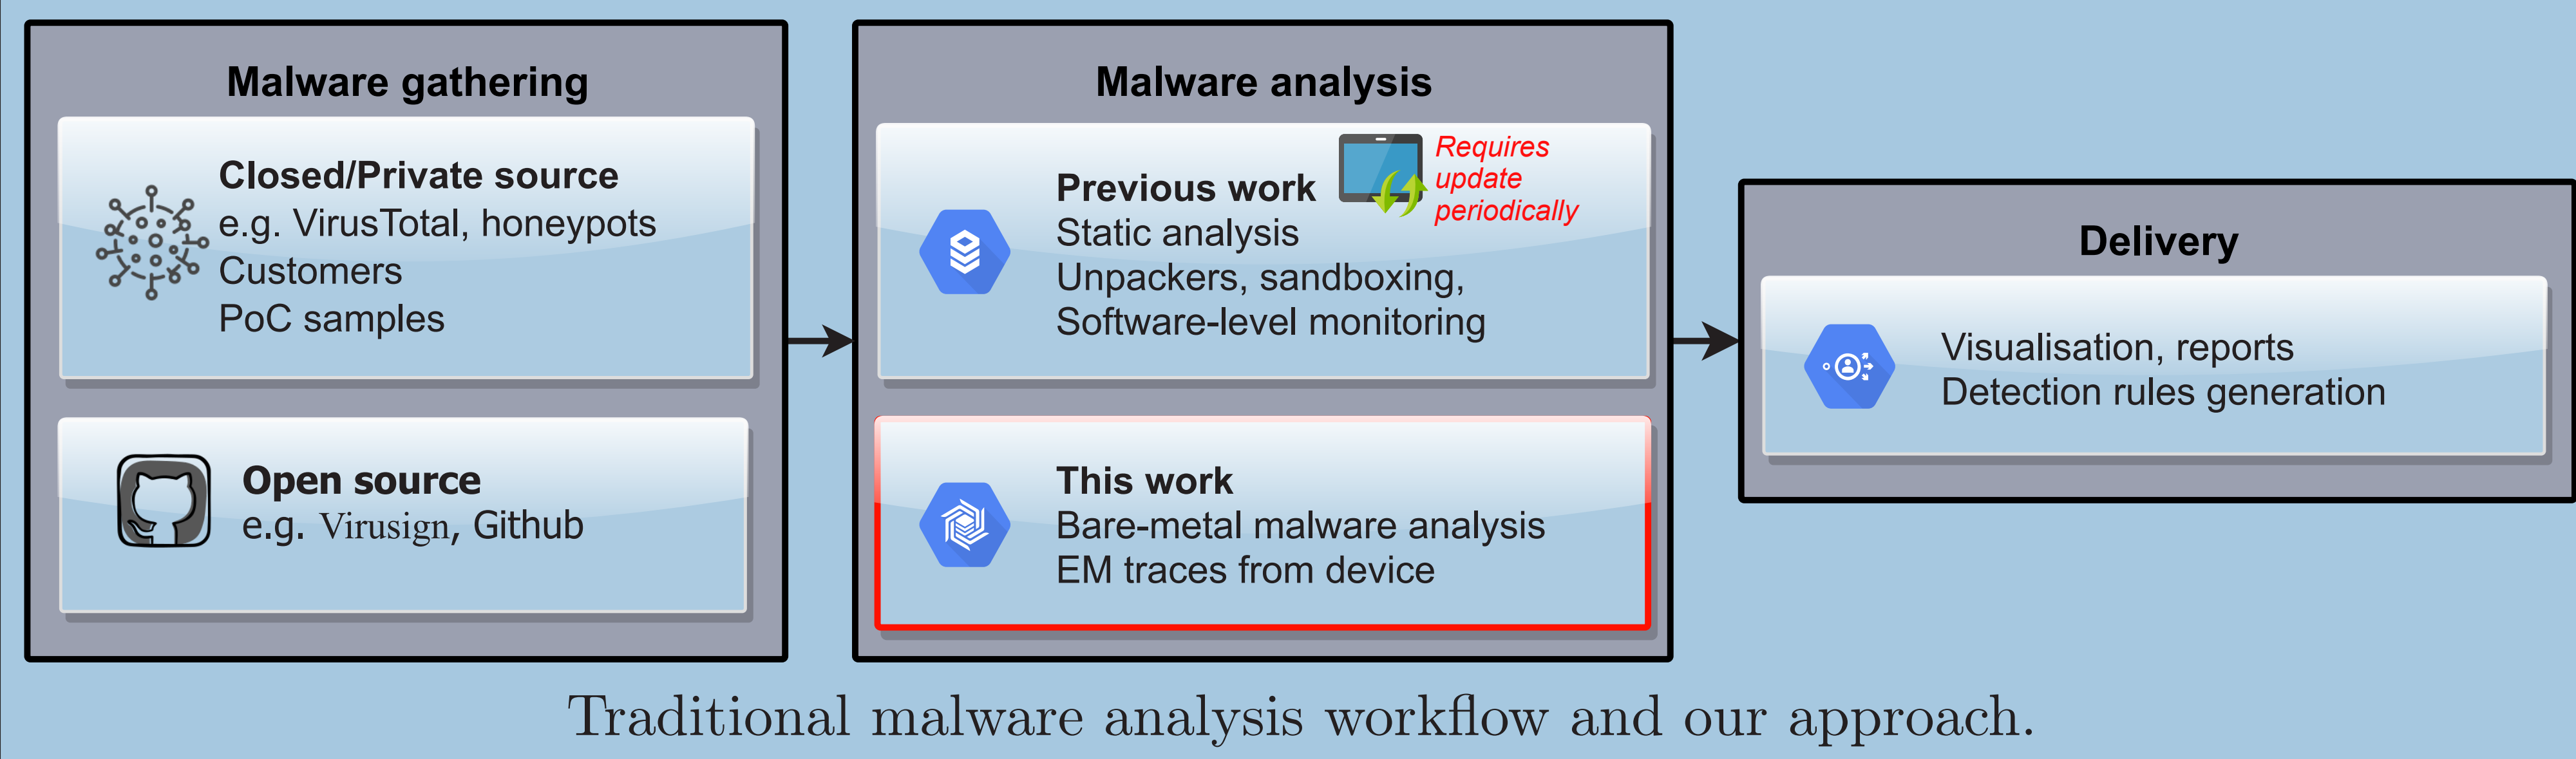 Malware gathering
Closed/Private source
e.g. VirusTotal, honeypots
Customers
PoC samples
Open source
e.g. Virusign, Github
Malware analysis
Previous work
Requires
update
periodically
Static analysis
Unpackers, sandboxing,
Software-level monitoring
This work
Bare-metal malware analysis
EM traces from device
Delivery
Visualisation, reports
Detection rules generation
Traditional malware analysis workflow and our approach.